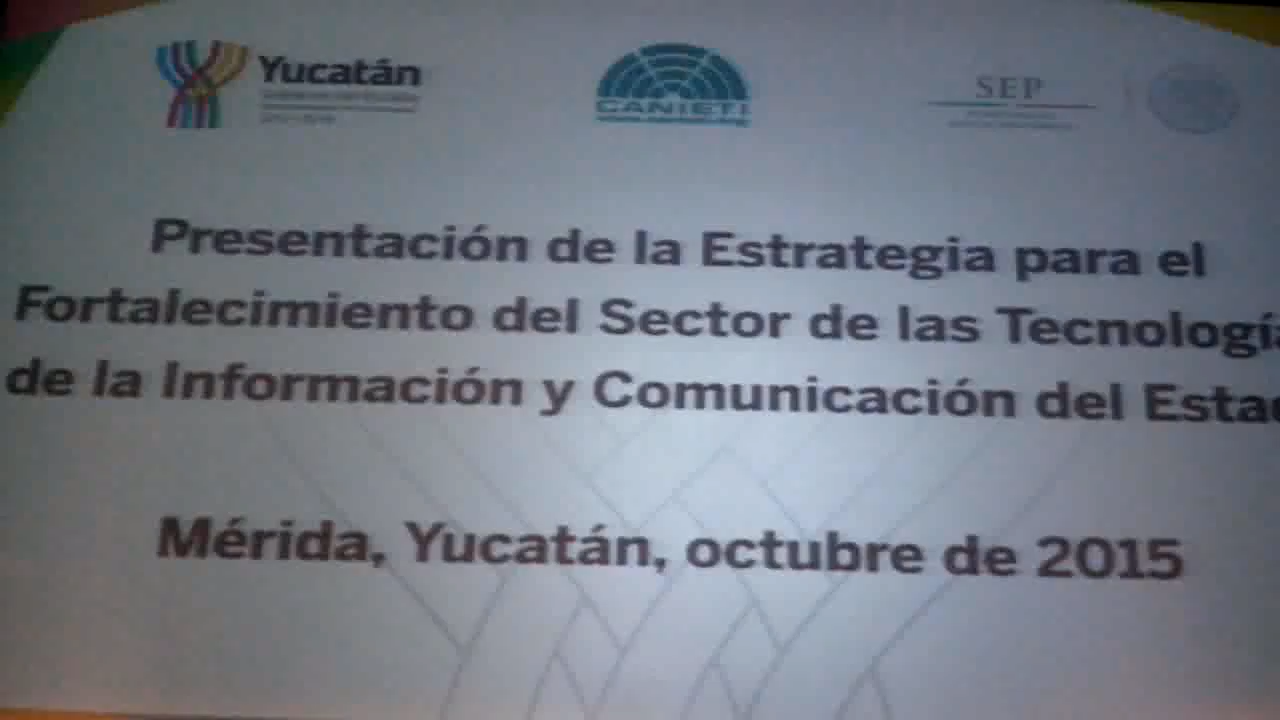 Yucatán
CANIETI
SEP
Presentación de la Estrategia para el
Fortalecimiento del Sector de las Tecnologí
de la Información y Comunicación del Esta
Mérida, Yucatán, octubre de 2015